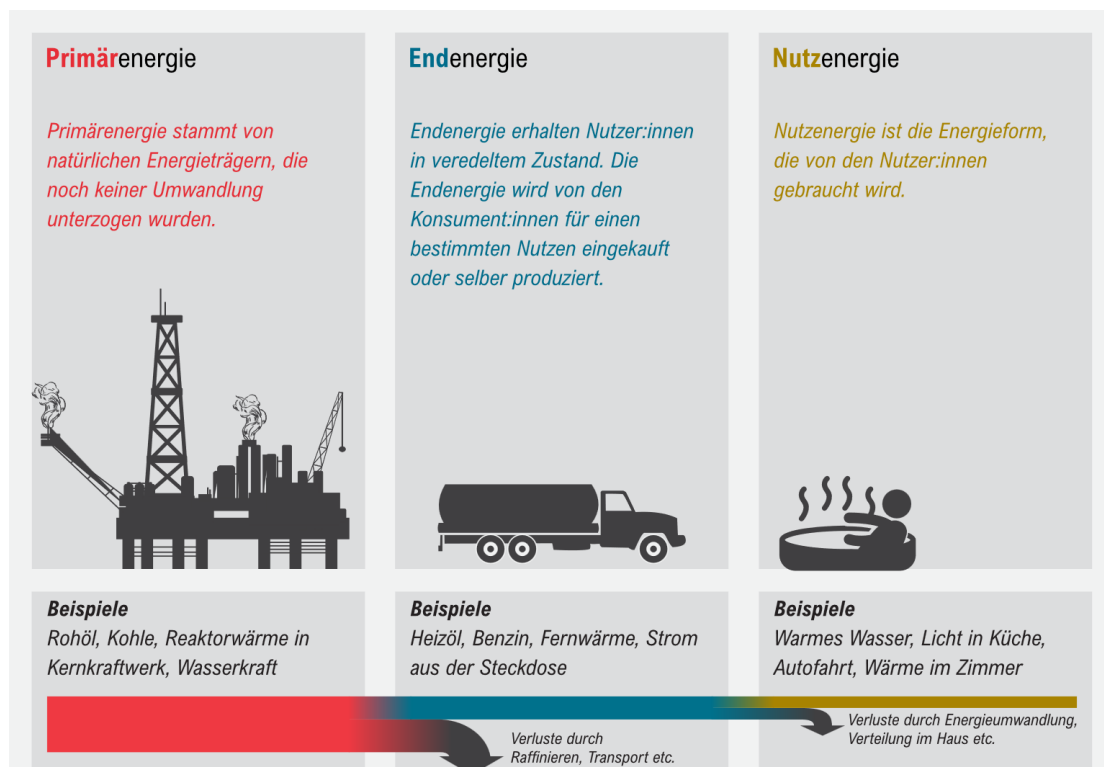 Primärenergie
Primärenergie stammt von
natürlichen Energieträgern, die
noch keiner Umwandlung
unterzogen wurden.
Beispiele
Rohöl, Kohle, Reaktorwärme in
Kernkraftwerk, Wasserkraft
Endenergie
Endenergie erhalten Nutzer:innen
in veredeltem Zustand. Die
Endenergie wird von den
Konsument:innen für einen
bestimmten Nutzen eingekauft
oder selber produziert.
Beispiele
Heizöl, Benzin, Fernwärme, Strom
aus der Steckdose
Verluste durch
Raffinieren, Transport etc.
Nutzenergie
Nutzenergie ist die Energieform,
die von den Nutzer:innen
gebraucht wird.
Beispiele
Warmes Wasser, Licht in Küche,
Autofahrt, Wärme im Zimmer
Verluste durch Energieumwandlung,
Verteilung im Haus etc.